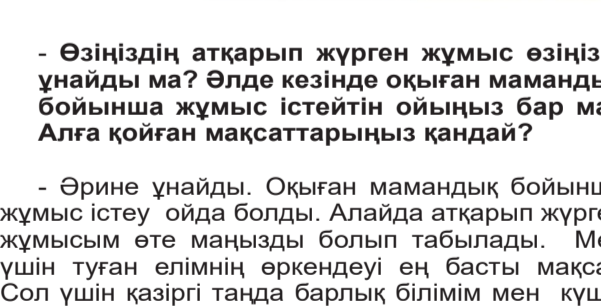 - Өзіңіздің атқарып жүрген жұмыс өзіңіз
ұнайды ма? Әлде кезінде оқыған маманды
бойынша жұмыс істейтін ойыңыз бар ма
Алға қойған мақсаттарыңыз қандай?
- Әрине ұнайды. Оқыған мамандық бойынш
жұмыс істеу ойда болды. Алайда атқарып жүрге
жұмысым өте маңызды болып табылады. Ме
үшін туған елімнің өркендеуі ең басты мақса
Сол үшін қазіргі таңда барлық білімім мен күш